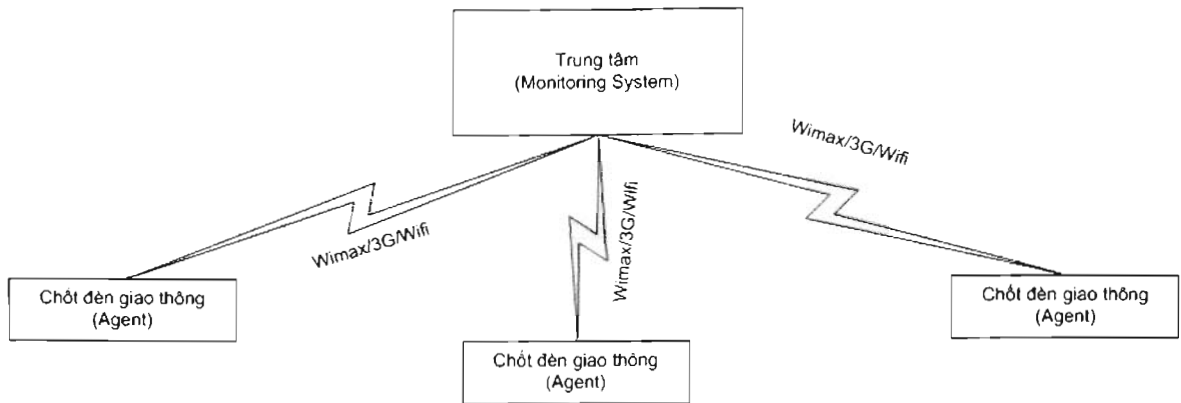 Trung tâm
(Monitoring System)
Wimax/3G/Wifi
Wimax/3G/Wifi
Wimax/3G/Wifi
Chốt đèn giao thông
(Agent)
Chốt đèn giao thông
(Agent)
Chốt đèn giao thông
(Agent)